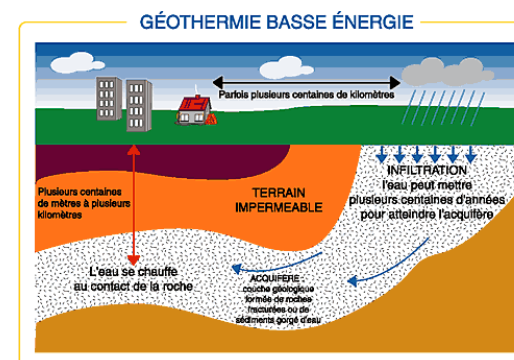 GÉOTHERMIE BASSE ÉNERGIE
Parfois plusieurs centaines de kilomètres
INFILTRATION
l'eau peut mettre
plusieurs centaines d'années
pour atteindre l'acquifère
Plusieurs centaines
de mètres à plusieurs
kilomètres
TERRAIN
IMPERMEABLE
L'eau se chauffe
au contact de la roche
ACQUIFERE
couche géologique
formée de roches
fracturées ou de
sédiments gorgé d'eau